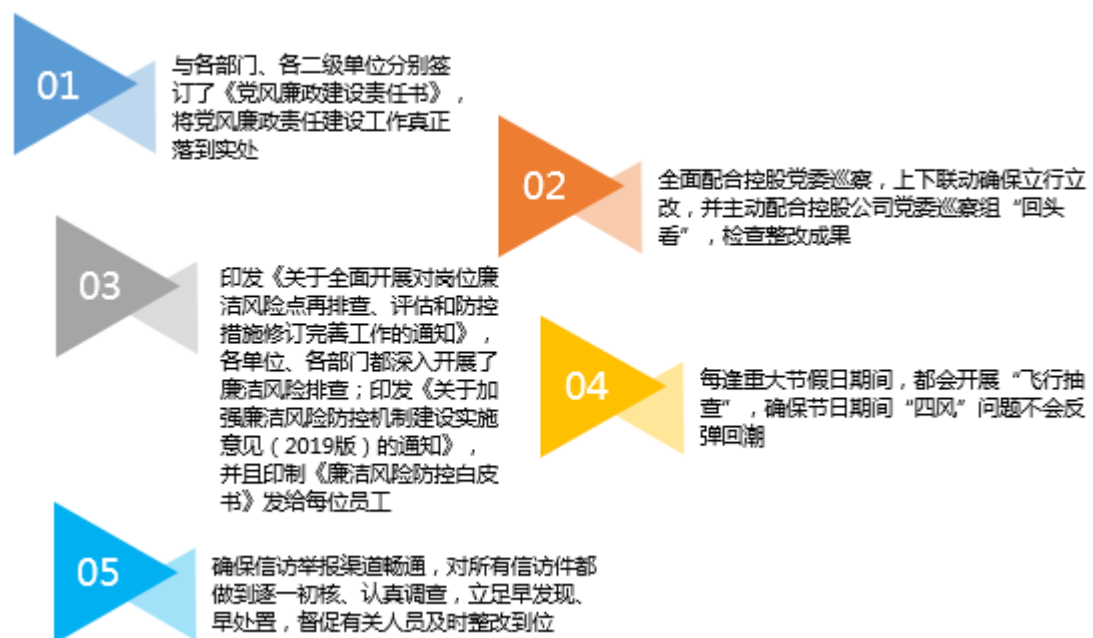 01
与各部门、各二级单位分别签
订了《党风廉政建设责任书》，
将党风廉政责任建设工作真正
落到实处
02
全面配合控股党委巡察，上下联动确保立行立
改，并主动配合控股公司党委巡察组“回头
看”，检查整改成果
03
印发《关于全面开展对岗位廉
洁风险点再排查、评估和防控
措施修订完善工作的通知》，
各单位、各部门都深入开展了
廉洁风险排查；印发《关于加
强廉洁风险防控机制建设实施
意见（2019版）的通知》，
并且印制《廉洁风险防控白皮
书》发给每位员工
04
每逢重大节假日期间，都会开展“飞行抽
查”，确保节日期间“四风”问题不会反
弹回潮
05
确保信访举报渠道畅通，对所有信访件都
做到逐一初核、认真调查，立足早发现、
早处置，督促有关人员及时整改到位